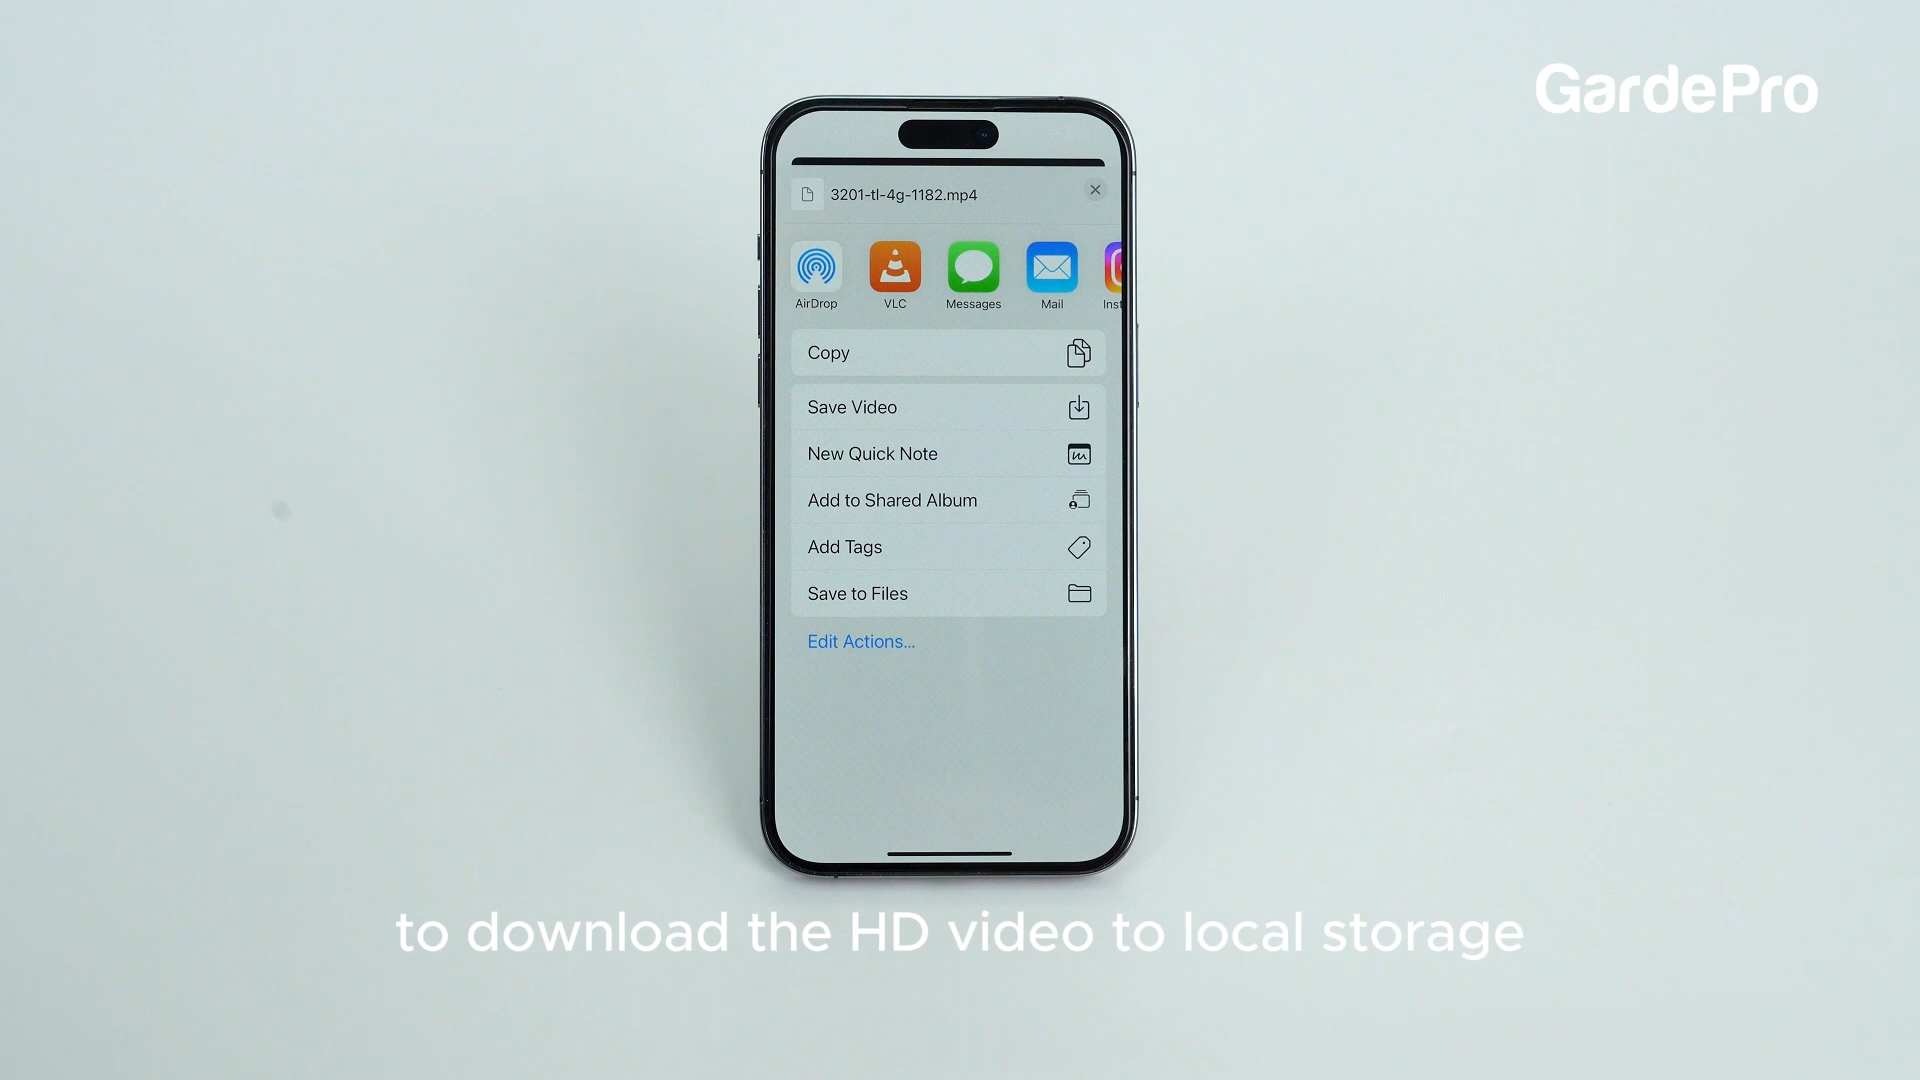 GardePro
3201-tl-4g-1182.mp4
AirDrop
VLC
Messages
Mail
Inst
Copy
Save Video
New Quick Note
Add to Shared Album
Add Tags
Save to Files
Edit Actions...
to download the HD video to local storage